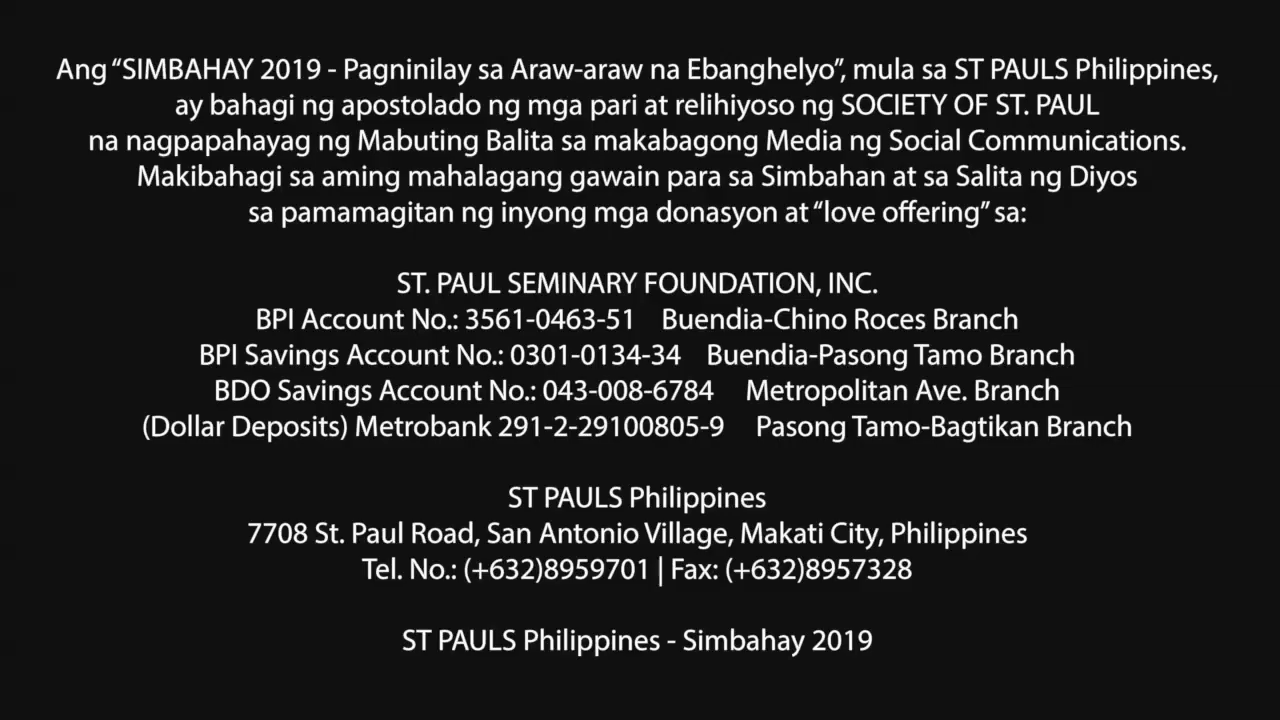 Ang “SIMBAHAY 2019 - Pagninilay sa Araw-araw na Ebanghelyo”, mula sa ST PAULS Philippines,
ay bahagi ng apostolado ng mga pari at relihiyoso ng SOCIETY OF ST. PAUL
na nagpapahayag ng Mabuting Balita sa makabagong Media ng Social Communications.
Makibahagi sa aming mahalagang gawain para sa Simbahan at sa Salita ng Diyos
sa pamamagitan ng inyong mga donasyon at “love offering” sa:
ST. PAUL SEMINARY FOUNDATION, INC.
BPI Account No.: 3561-0463-51 Buendia-Chino Roces Branch
BPI Savings Account No.: 0301-0134-34 Buendia-Pasong Tamo Branch
BDO Savings Account No.: 043-008-6784 Metropolitan Ave. Branch
(Dollar Deposits) Metrobank 291-2-29100805-9 Pasong Tamo-Bagtikan Branch
ST PAULS Philippines
7708 St. Paul Road, San Antonio Village, Makati City, Philippines
Tel. No.: (+632)8959701 | Fax: (+632)8957328
ST PAULS Philippines - Simbahay 2019